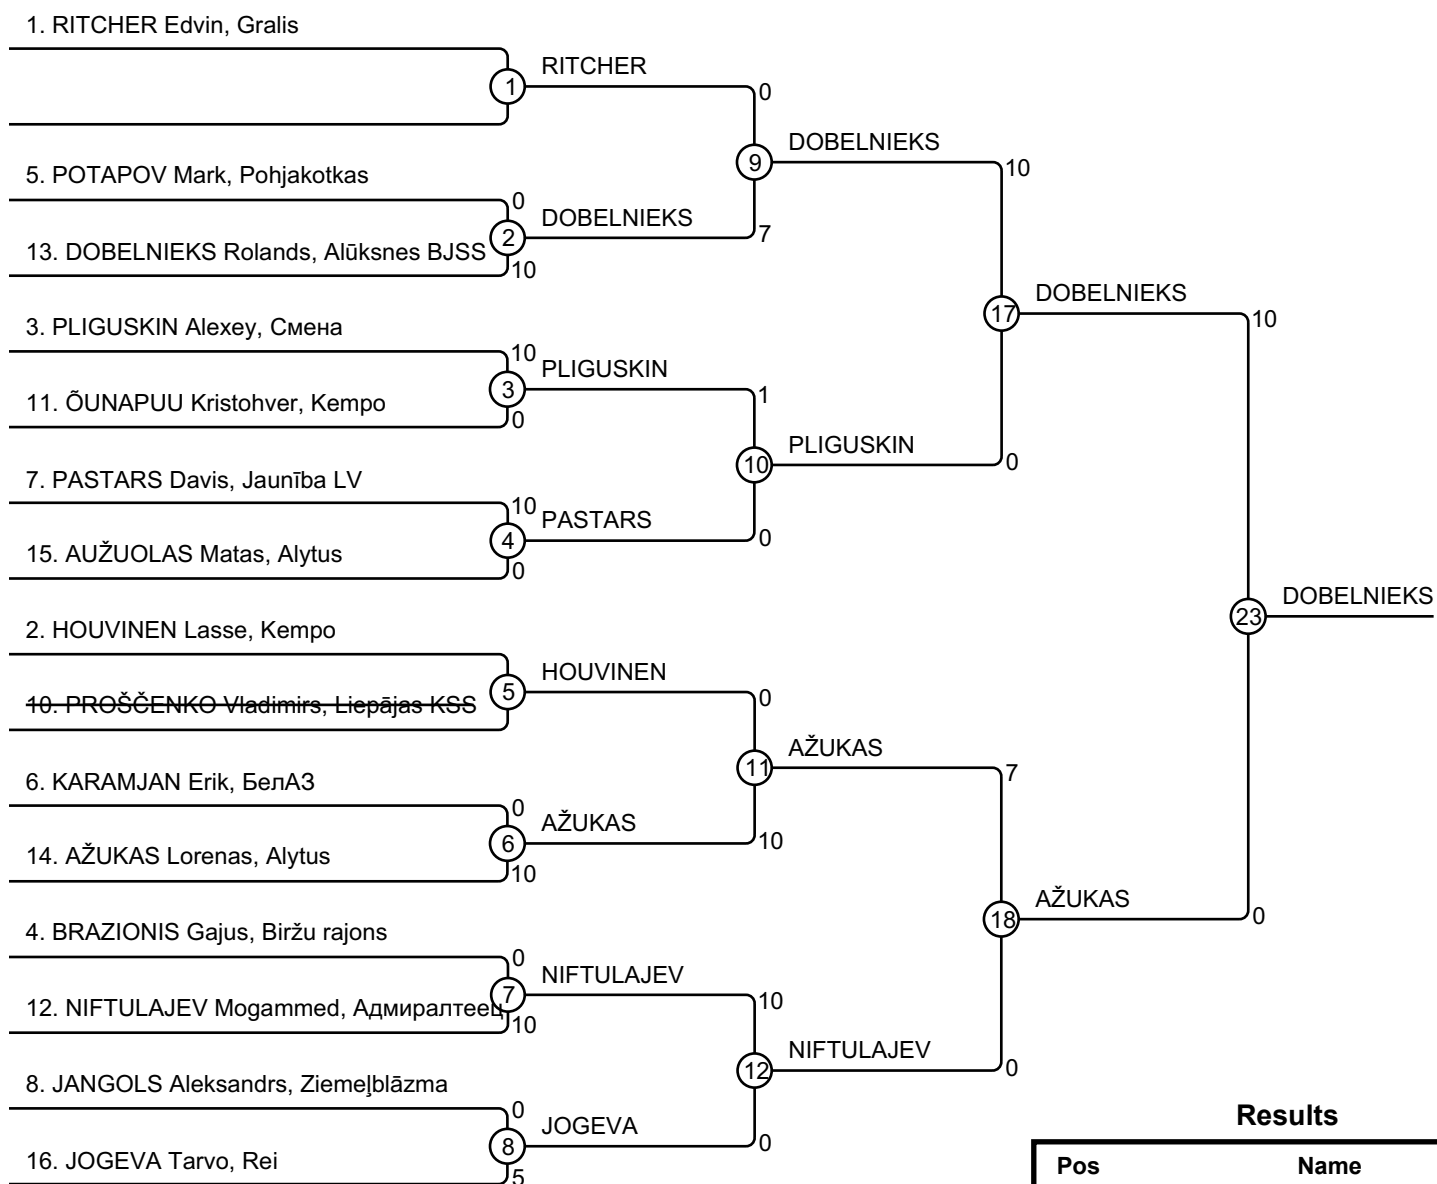 1. RITCHER Edvin, Gralis
RITCHER
1
0
DOBELNIEKS
9
10
5. POTAPOV Mark, Pohjakotkas
0
DOBELNIEKS
2
7
13. DOBELNIEKS Rolands, Alūksnes BJSS
10
DOBELNIEKS
17
10
3. PLIGUSKIN Alexey, Смена
10
PLIGUSKIN
3
1
11. ÕUNAPUU Kristohver, Kempo
0
PLIGUSKIN
10
0
7. PASTARS Davis, Jaunība LV
10
PASTARS
4
0
15. AUŽUOLAS Matas, Alytus
0
DOBELNIEKS
23
2. HOUVINEN Lasse, Kempo
HOUVINEN
5
0
10. PROŠČENKO Vladimirs, Liepājas KSS
AŽUKAS
11
7
6. KARAMJAN Erik, БелАЗ
0
AŽUKAS
6
10
14. AŽUKAS Lorenas, Alytus
10
AŽUKAS
18
0
4. BRAZIONIS Gajus, Biržu rajons
0
NIFTULAJEV
7
10
12. NIFTULAJEV Mogammed, Адмиралтеец
10
NIFTULAJEV
12
0
8. JANGOLS Aleksandrs, Ziemeļblāzma
0
JOGEVA
8
0
16. JOGEVA Tarvo, Rei
5
Results
Pos Name